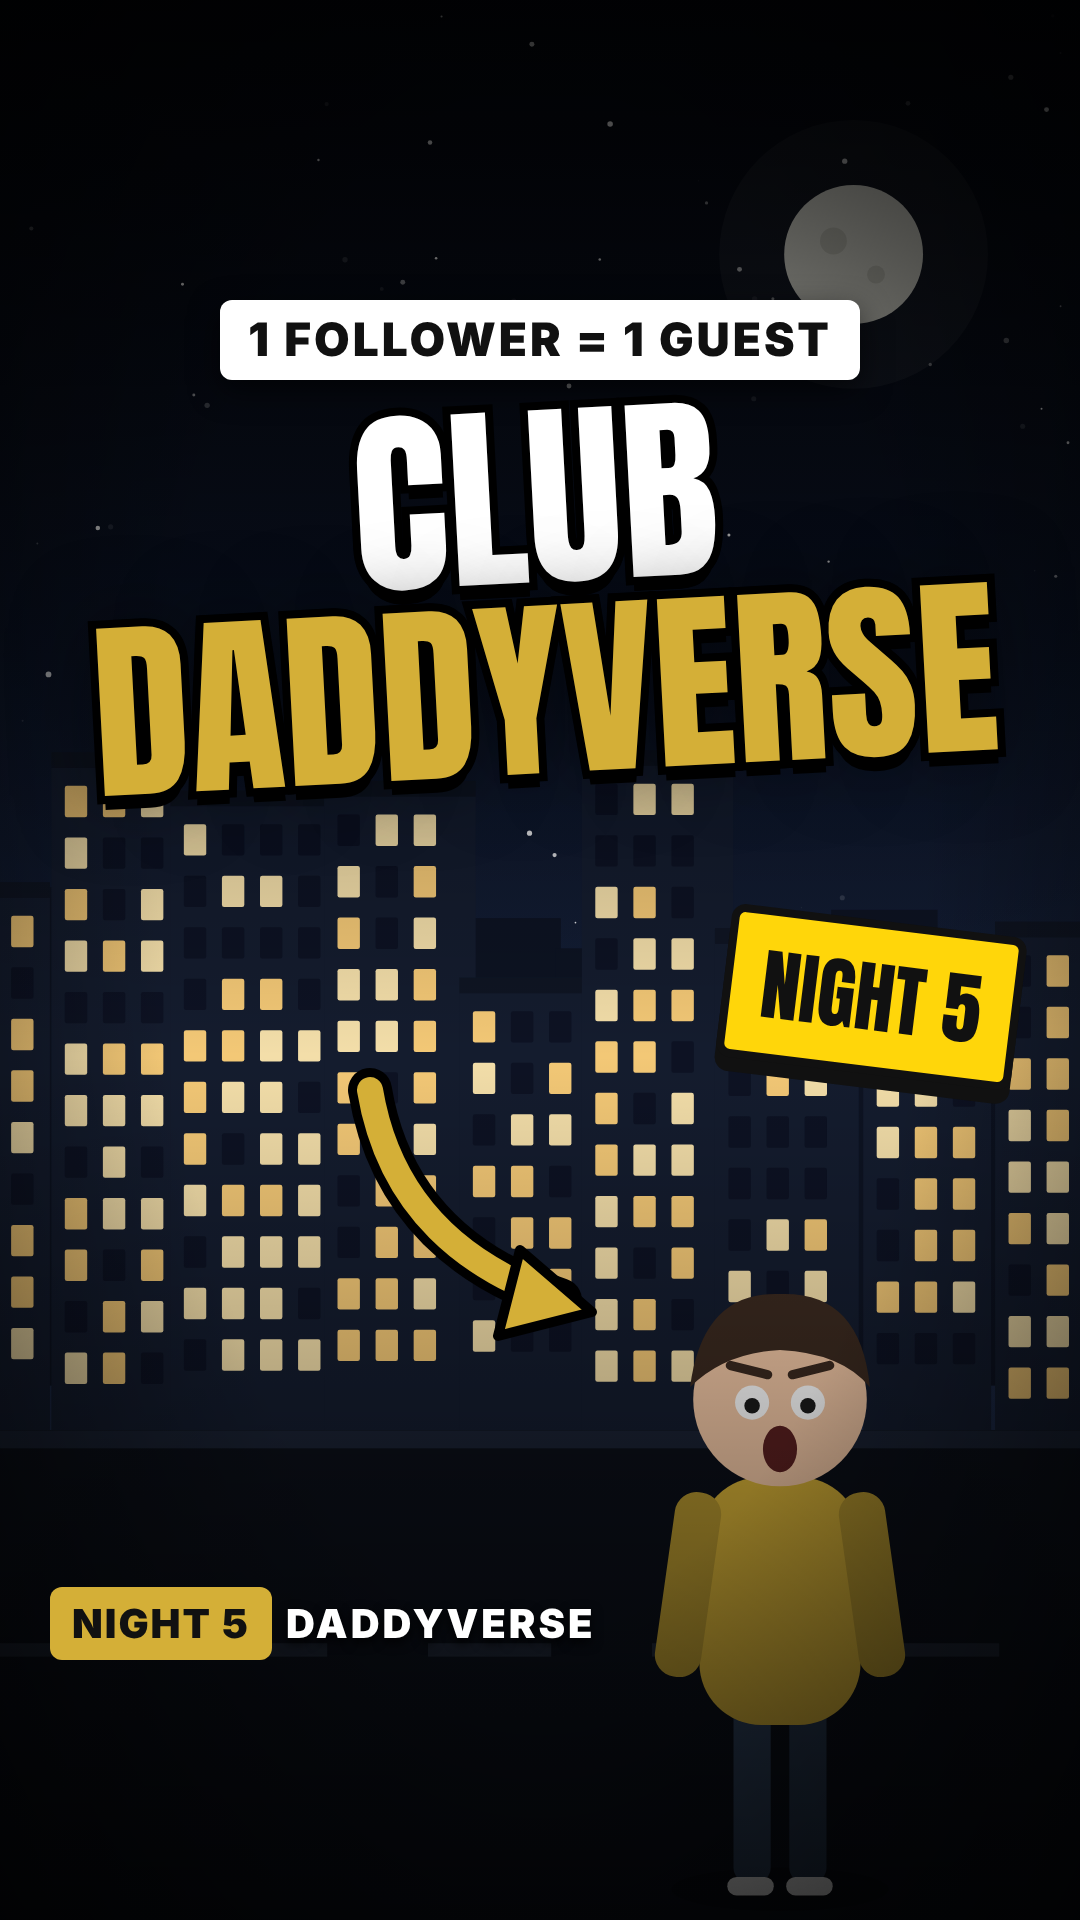 1 FOLLOWER = 1 GUEST
CLUB
DADDYVERSE
NIGHT 5
NIGHT 5 DADDYVERSE